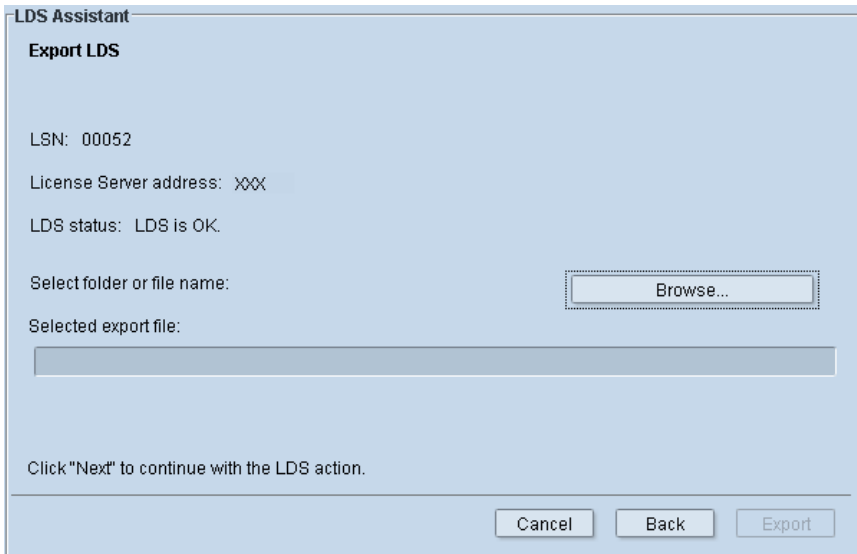 LDS Assistant
Export LDS
LSN: 00052
License Server address: XXX
LDS status: LDS is OK.
Select folder or file name:
Browse...
Selected export file:
Click "Next" to continue with the LDS action.
Cancel Back Export